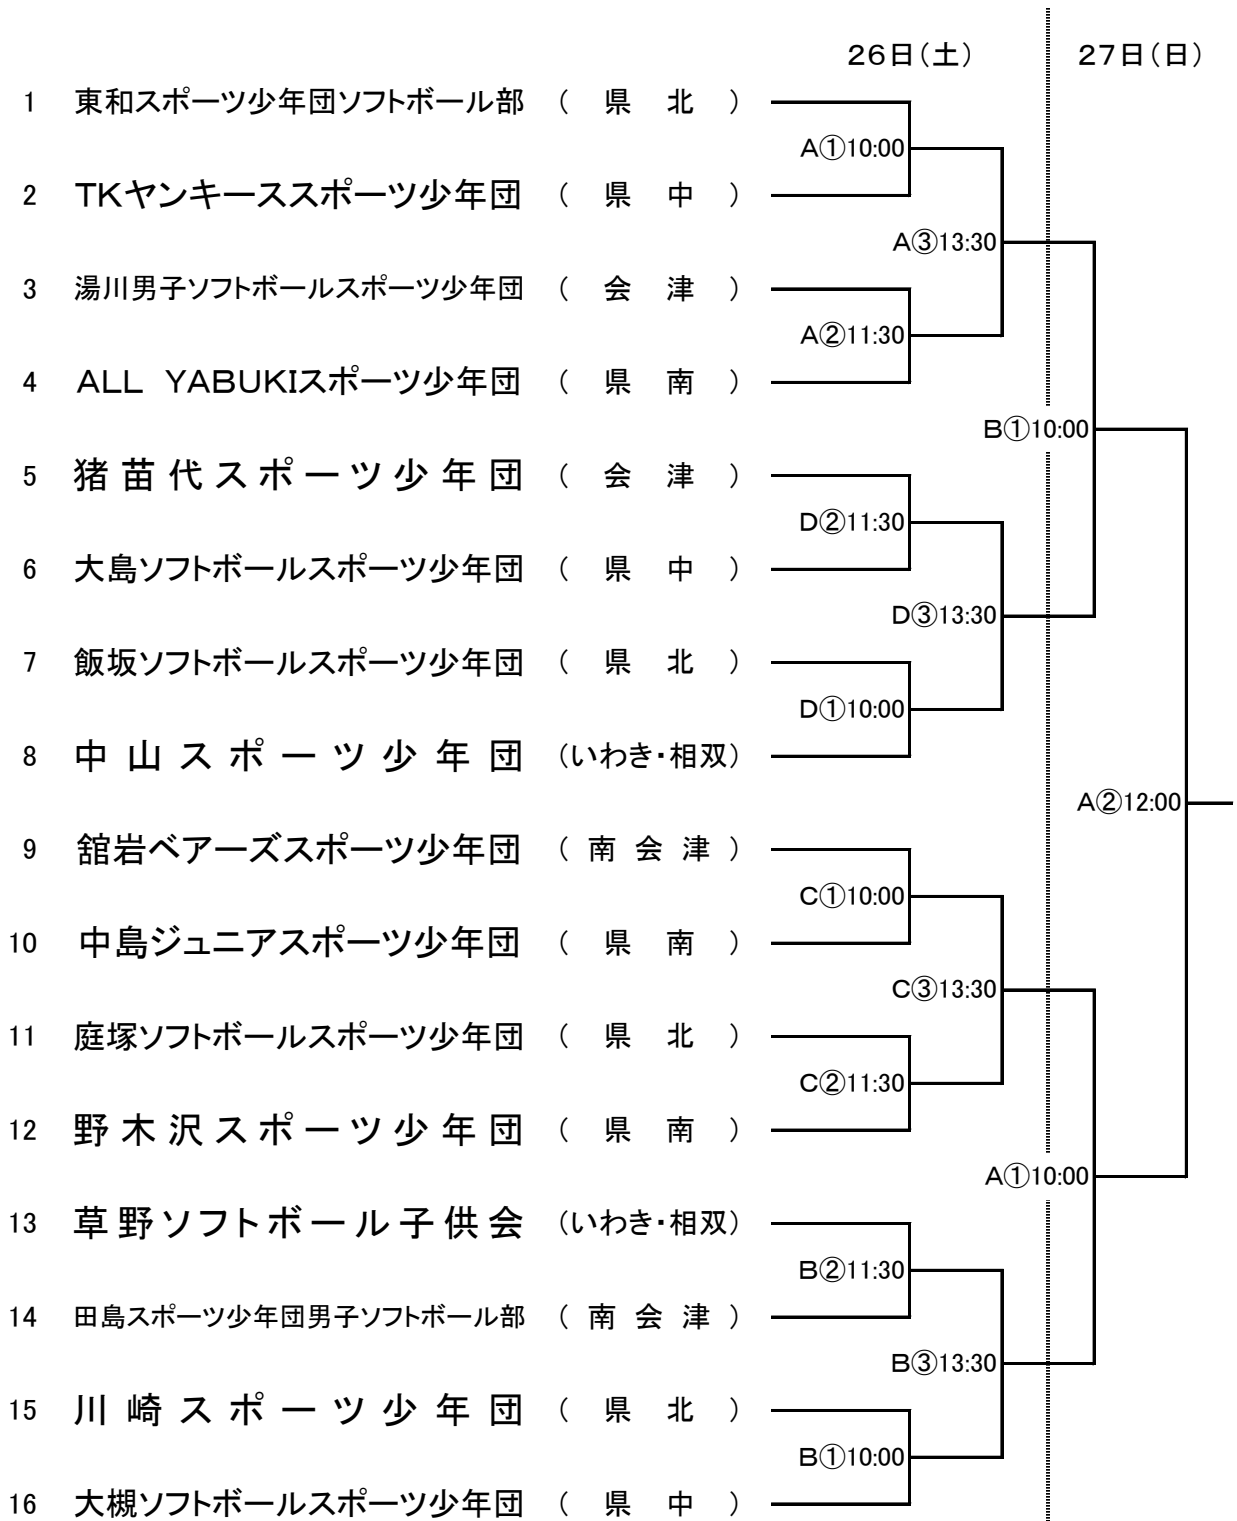 26日(土) 27日(日)
1 東和スポーツ少年団ソフトボール部 ( 県 北 )
A①10:00
2 TKヤンキーススポーツ少年団 ( 県 中 )
A③13:30
3 湯川男子ソフトボールスポーツ少年団 ( 会 津 )
A②11:30
4 ALL YABUKIスポーツ少年団 ( 県 南 )
B①10:00
5 猪苗代スポーツ少年団 ( 会 津 )
D②11:30
6 大島ソフトボールスポーツ少年団 ( 県 中 )
D③13:30
7 飯坂ソフトボールスポーツ少年団 ( 県 北 )
D①10:00
8 中山スポーツ少年団 (いわき・相双)
A②12:00
9 舘岩ベアーズスポーツ少年団 ( 南 会 津 )
C①10:00
10 中島ジュニアスポーツ少年団 ( 県 南 )
C③13:30
11 庭塚ソフトボールスポーツ少年団 ( 県 北 )
C②11:30
12 野木沢スポーツ少年団 ( 県 南 )
A①10:00
13 草野ソフトボール子供会 (いわき・相双)
B②11:30
14 田島スポーツ少年団男子ソフトボール部 ( 南 会 津 )
B③13:30
15 川崎スポーツ少年団 ( 県 北 )
B①10:00
16 大槻ソフトボールスポーツ少年団 ( 県 中 )